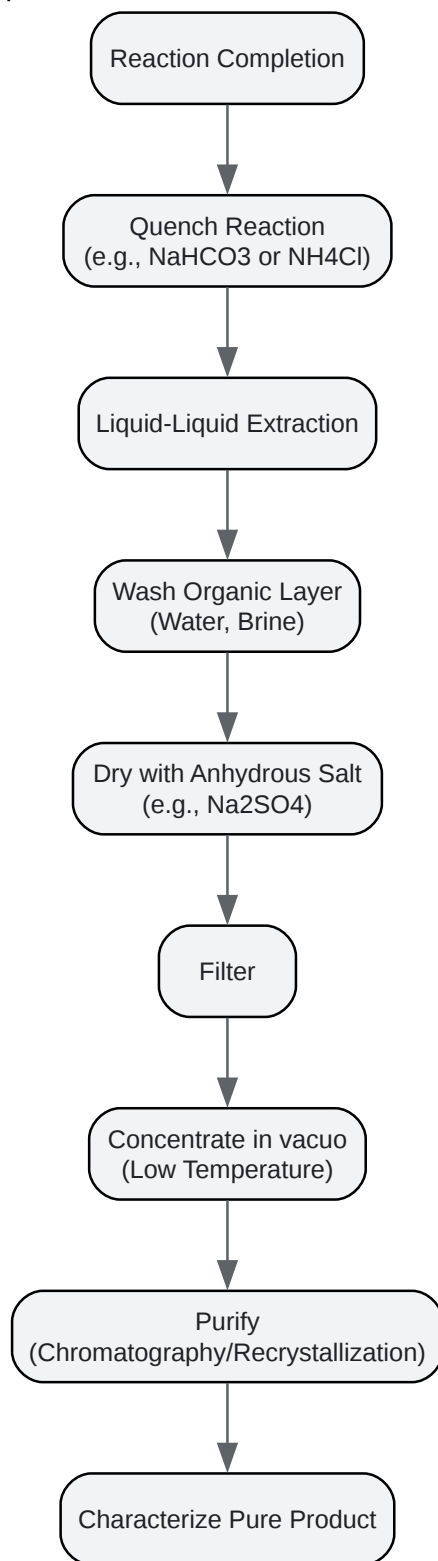 Reaction Completion
Quench Reaction
(e.g., NaHCO3 or NH4Cl)
Liquid-Liquid Extraction
Wash Organic Layer
(Water, Brine)
Dry with Anhydrous Salt
(e.g., Na2SO4)
Filter
Concentrate in vacuo
(Low Temperature)
Purify
(Chromatography/Recrystallization)
Characterize Pure Product